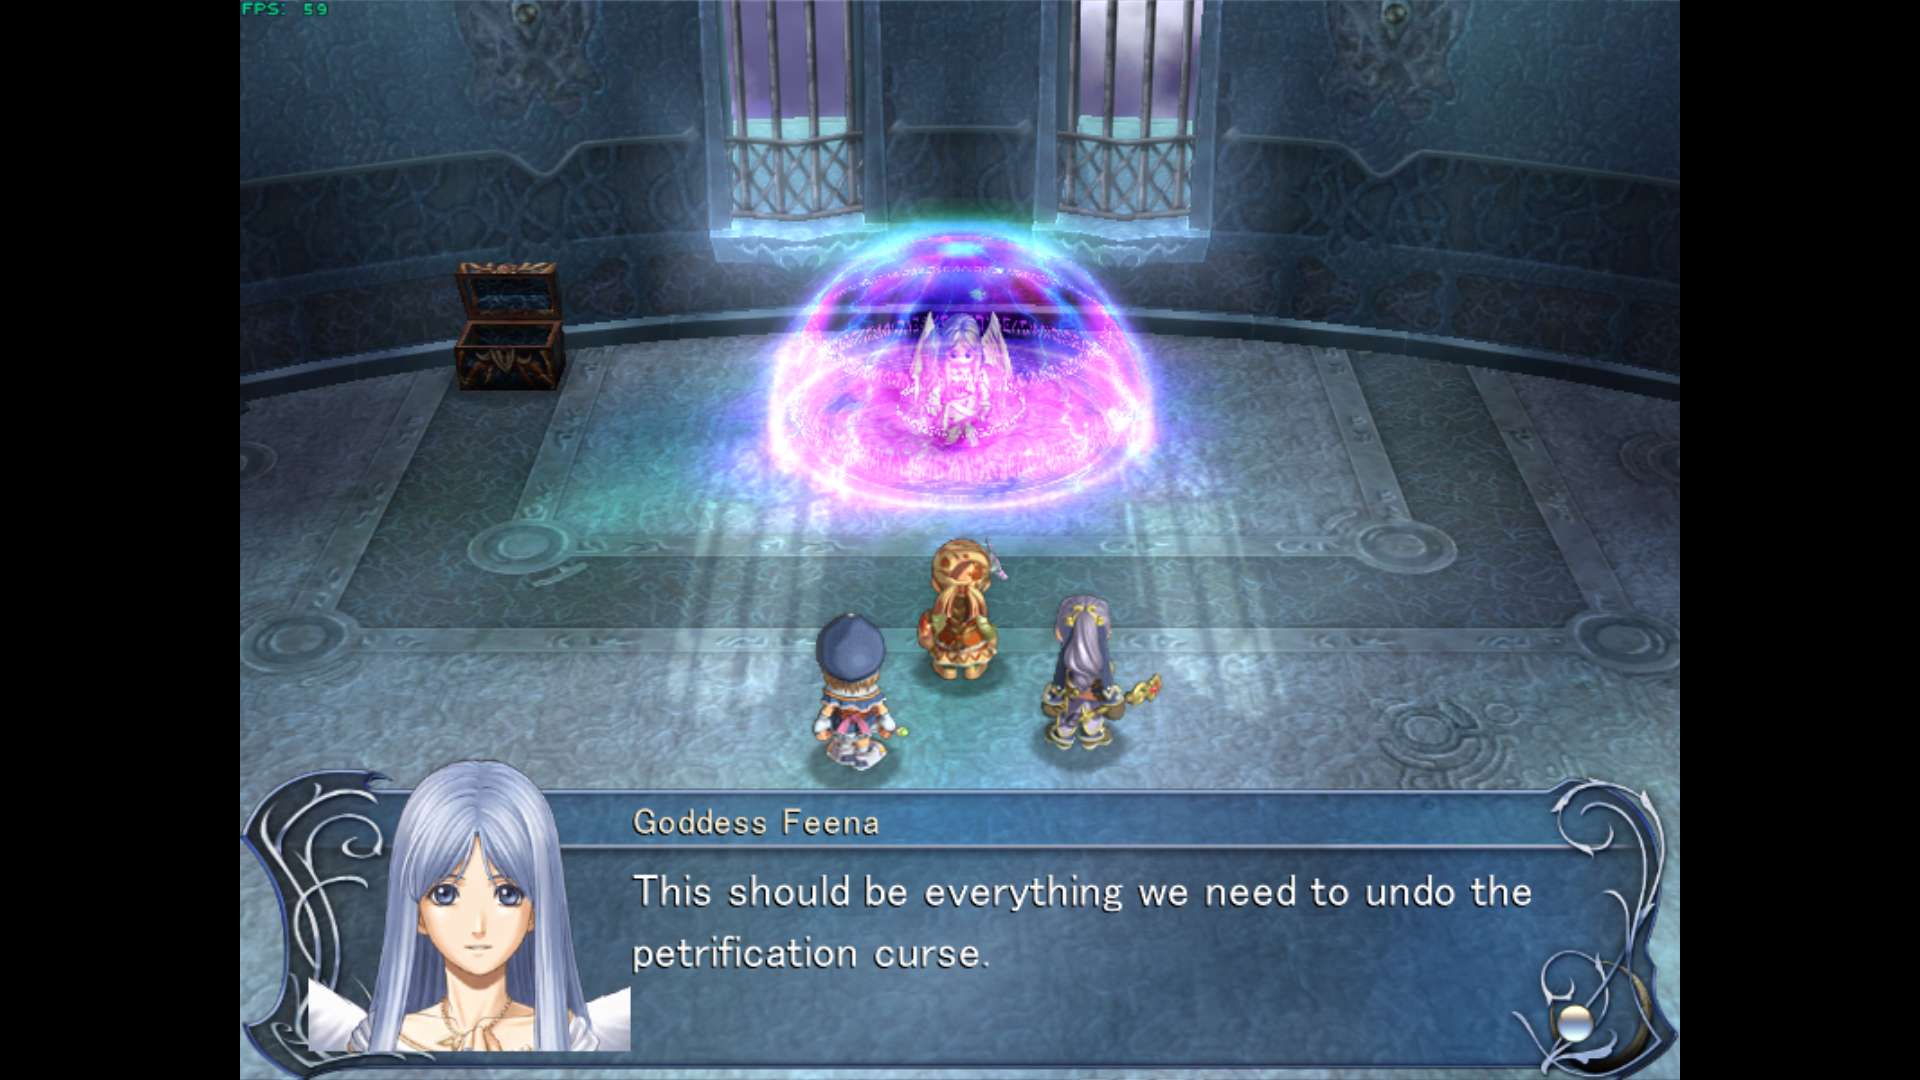 FPS: 59
Goddess Feena
This should be everything we need to undo the
petrification curse.